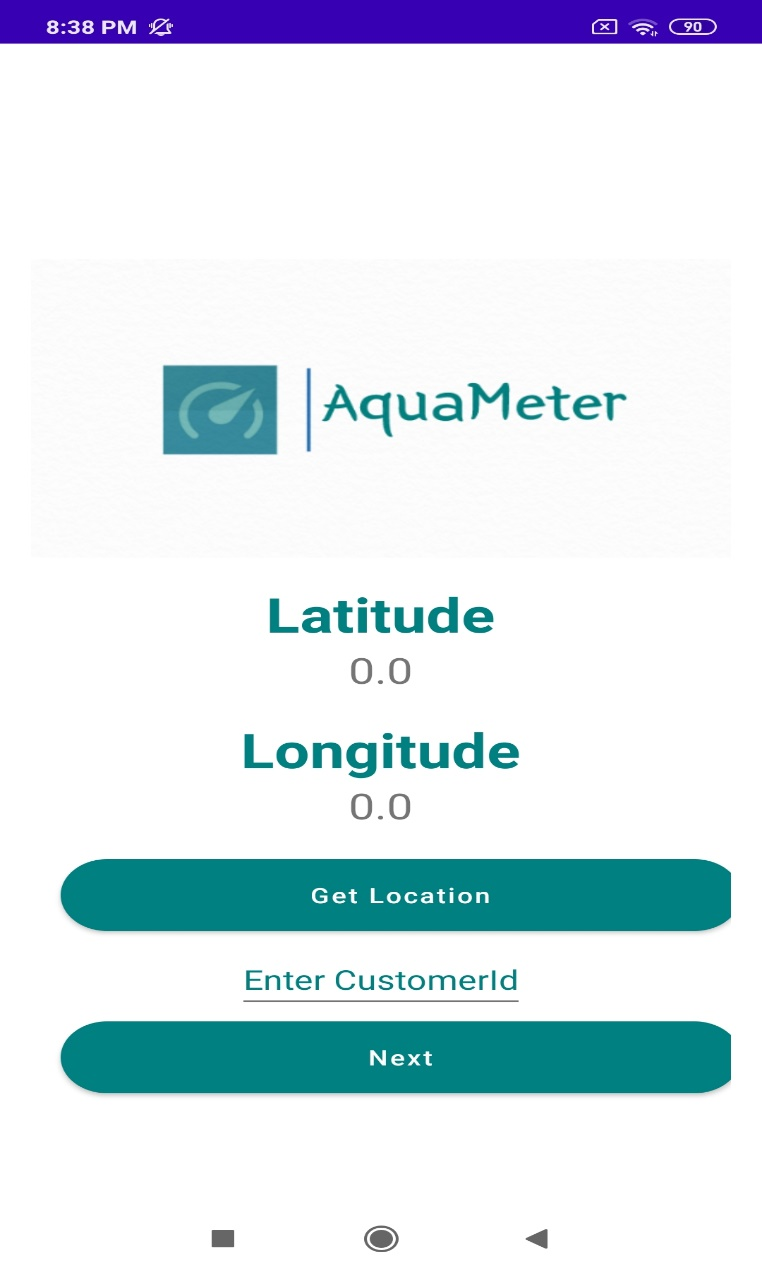 8:38 PM 90
AquaMeter
Latitude
0.0
Longitude
0.0
Get Location
Enter CustomerId
Next